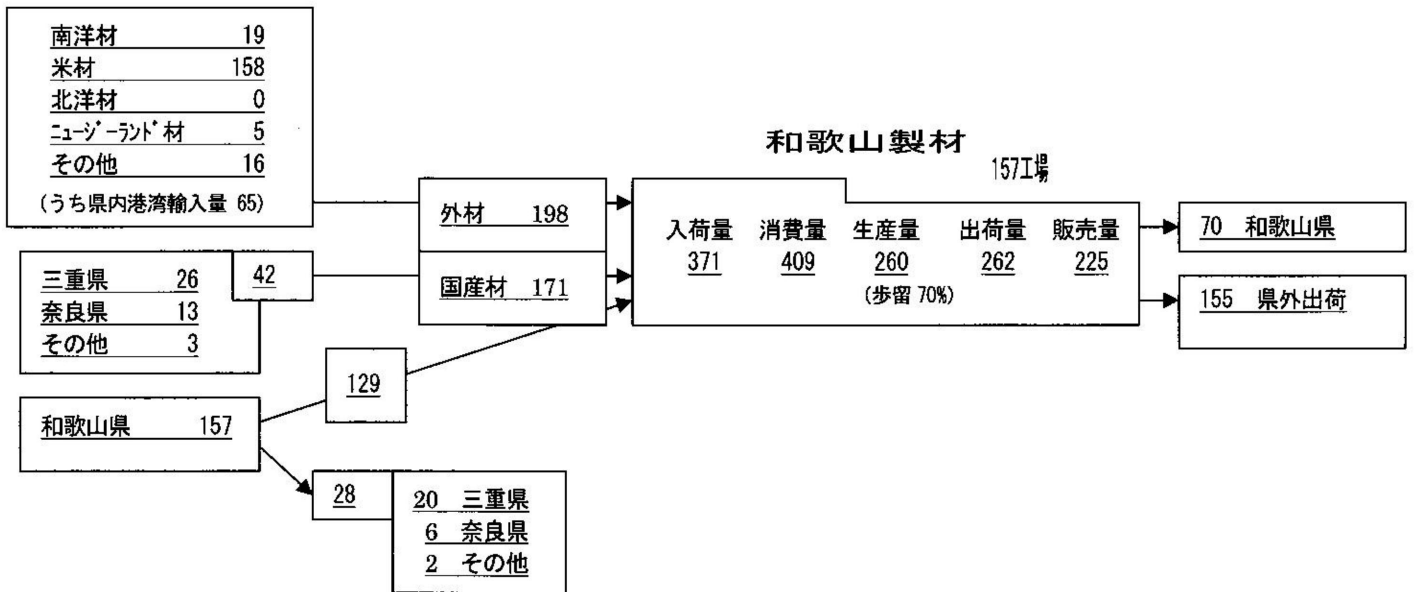 南洋材 19
米材 158
北洋材 0
ﾆｭｰｼﾞｰﾗﾝﾄﾞ材 5
その他 16
(うち県内港湾輸入量 65)
三重県 26
奈良県 13
その他 3
42
和歌山県 157
外材 198
国産材 171
129
28
20 三重県
6 奈良県
2 その他
和歌山製材
157工場
入荷量 消費量 生産量 出荷量 販売量
371 409 260 262 225
(歩留 70%)
70 和歌山県
155 県外出荷